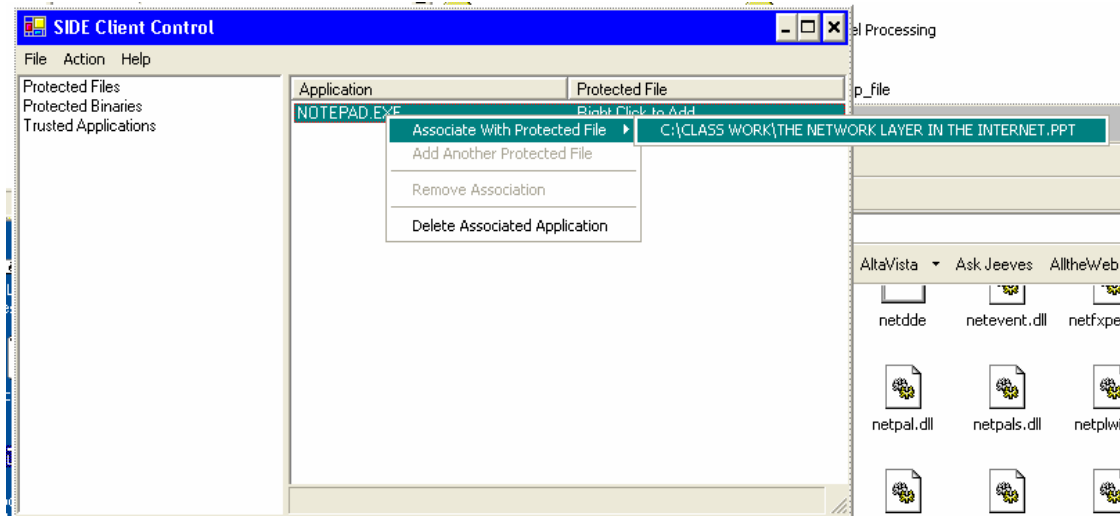 SIDE Client Control
File Action Help
Protected Files
Protected Binaries
Trusted Applications
Application Protected File
NOTEPAD.EXE Right Click to Add
Associate With Protected File C:\CLASS WORK\THE NETWORK LAYER IN THE INTERNET.PPT
Add Another Protected File
Remove Association
Delete Associated Application
el Processing
p_file
AltaVista Ask Jeeves AlltheWeb
netdde netevent.dll netfxpe
netpal.dll netpals.dll netplwi